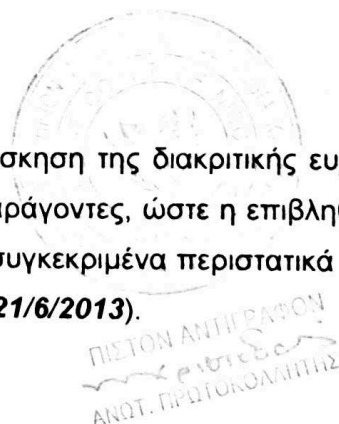 σκηση της διακριτικής ευ
αράγοντες, ώστε η επιβλη
συγκεκριμένα περιστατικά
21/6/2013).
ΠΙΣΤΟΝ ΑΝΤΙΓΡΑΦΟΝ
ΑΝΩΤ. ΠΡΩΤΟΚΟΛΛΗΤΗΣ